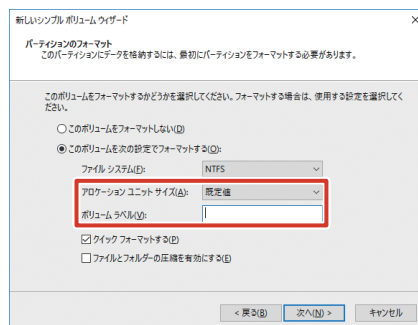 新しいシンプル ボリューム ウィザード
パーティションのフォーマット
このパーティションにデータを格納するには、最初にパーティションをフォーマットする必要があります。
このボリュームをフォーマットするかどうかを選択してください。フォーマットする場合は、使用する設定を選択してく
ださい。
このボリュームをフォーマットしない(D)
このボリュームを次の設定でフォーマットする(O):
ファイル システム(F): NTFS
アロケーション ユニット サイズ(A): 既定値
ボリューム ラベル(V):
クイック フォーマットする(P)
ファイルとフォルダーの圧縮を有効にする(E)
< 戻る(B) 次へ(N) > キャンセル